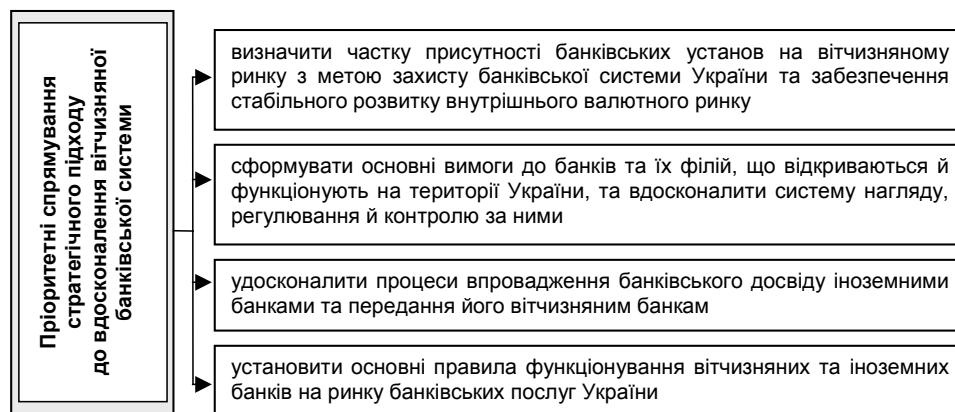 Пріоритетні спрямування
стратегічного підходу
до вдосконалення вітчизняної
банківської системи
визначити частку присутності банківських установ на вітчизняному
ринку з метою захисту банківської системи України та забезпечення
стабільного розвитку внутрішнього валютного ринку
сформувати основні вимоги до банків та їх філій, що відкриваються й
функціонують на території України, та вдосконалити систему нагляду,
регулювання й контролю за ними
удосконалити процеси впровадження банківського досвіду іноземними
банками та передання його вітчизняним банкам
установити основні правила функціонування вітчизняних та іноземних
банків на ринку банківських послуг України